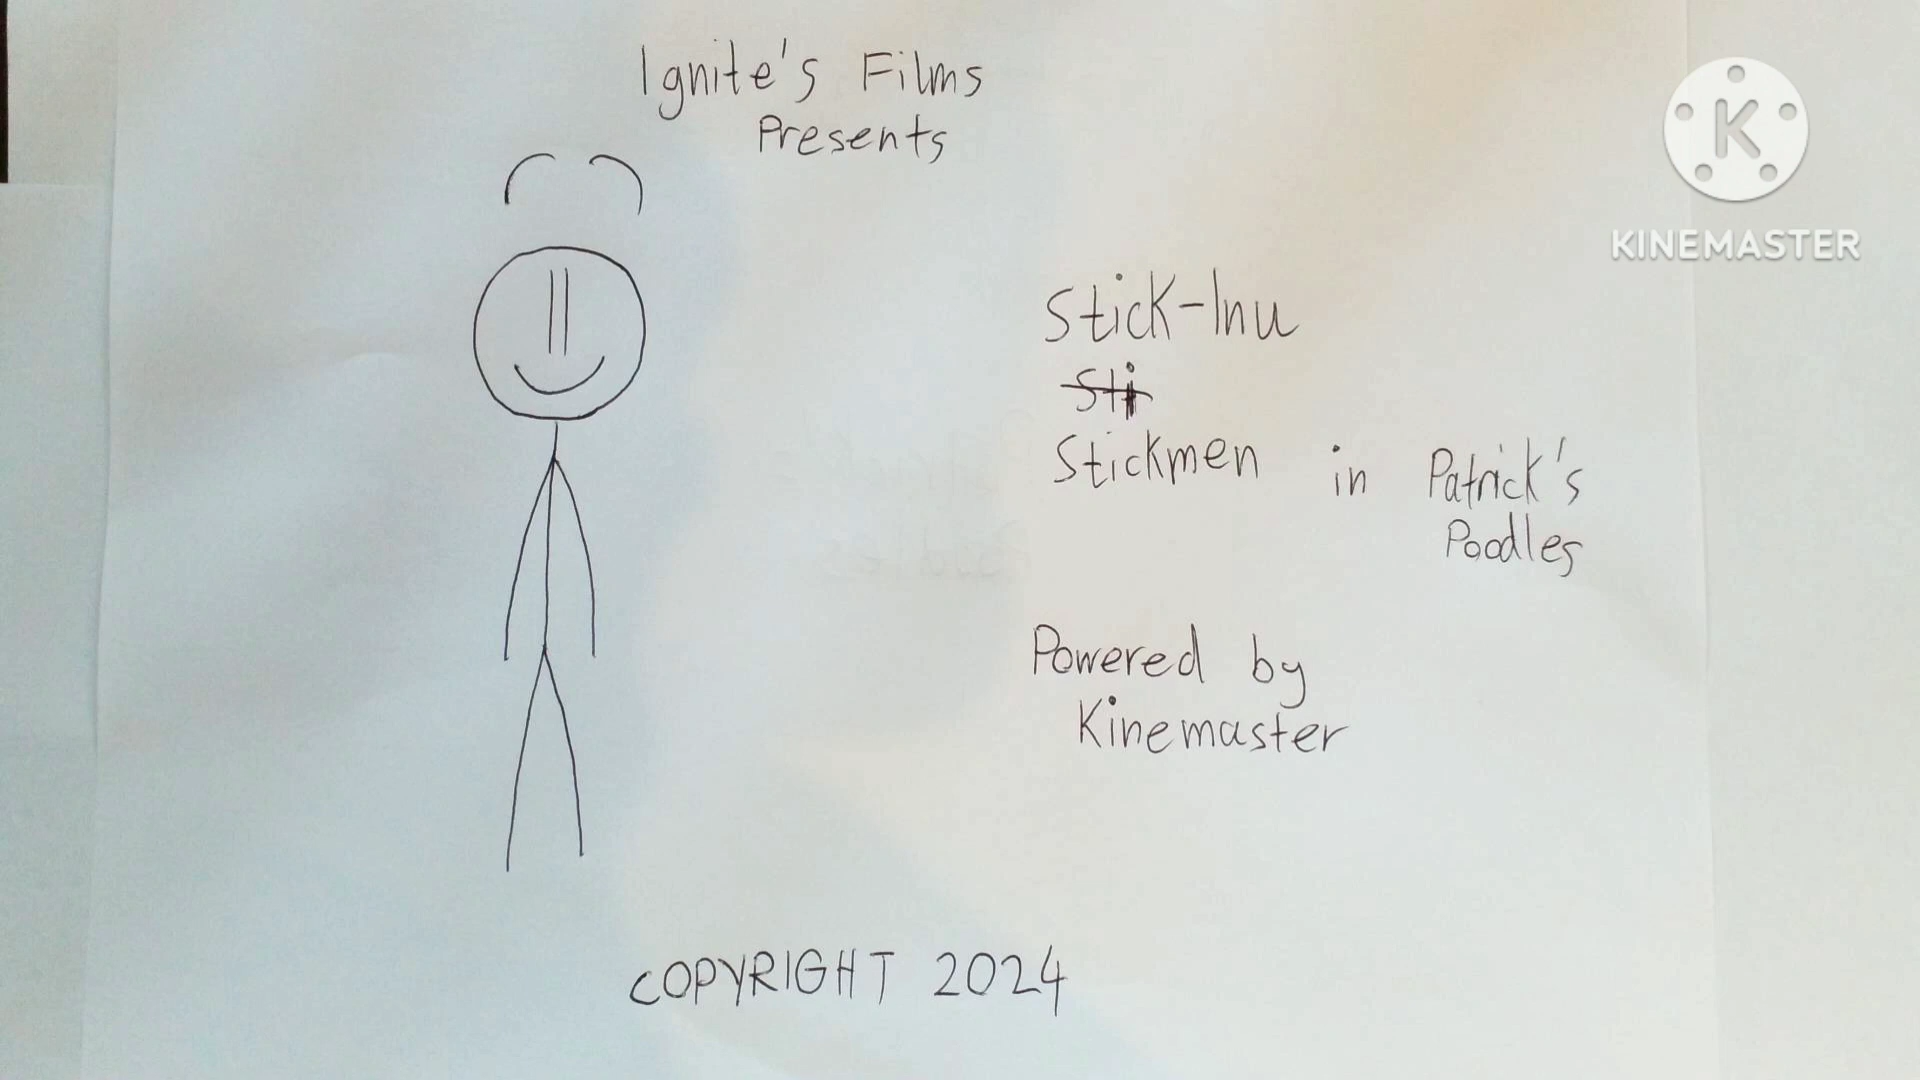 Ignite's Films
Presents
KINEMASTER
Stick-Inu
Sti
Stickmen in Patrick's
Poodles
Powered by
Kinemaster
COPYRIGHT 2024